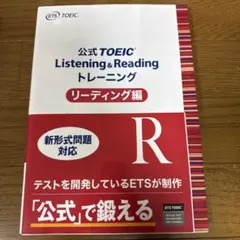 ETS TOEIC
公式 TOEIC
Listening & Reading
トレーニング
リーディング編
新形式問題
対応
R
テストを開発しているETSが制作
「公式」で鍛える
ETS TOEIC